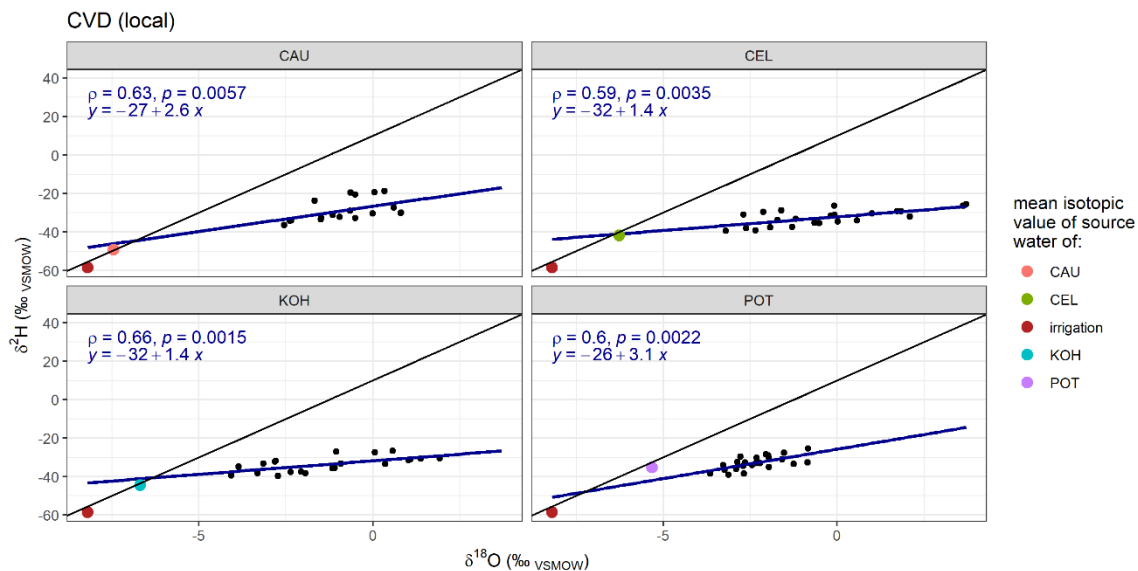 CVD (local)
CAU
CEL
ρ = 0.63, p = 0.0057
y = −27 + 2.6 x
ρ = 0.59, p = 0.0035
y = −32 + 1.4 x
40
20
0
-20
-40
-60
KOH
POT
ρ = 0.66, p = 0.0015
y = −32 + 1.4 x
ρ = 0.6, p = 0.0022
y = −26 + 3.1 x
40
20
0
-20
-40
-60
-5
0
-5
0
δ²H (‰ VSMOW)
δ¹⁸O (‰ VSMOW)
mean isotopic
value of source
water of:
CAU
CEL
irrigation
KOH
POT